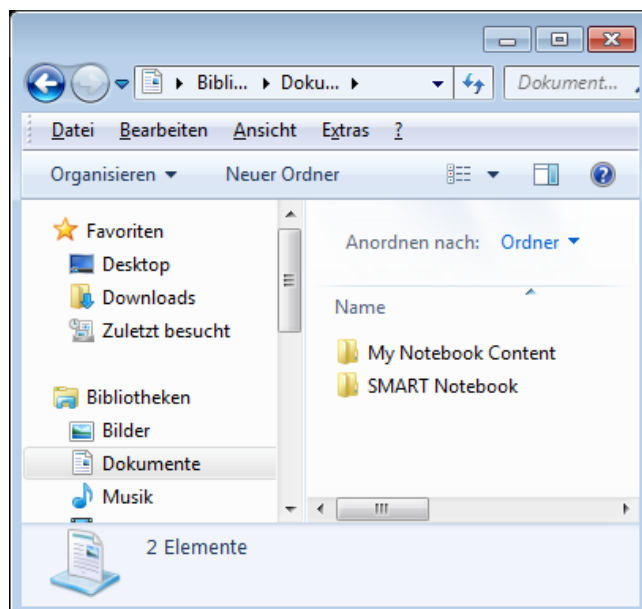 Bibli... Doku... Dokument...
Datei Bearbeiten Ansicht Extras ?
Organisieren Neuer Ordner
Favoriten
Desktop
Downloads
Zuletzt besucht
Bibliotheken
Bilder
Dokumente
Musik
Anordnen nach: Ordner
Name
My Notebook Content
SMART Notebook
2 Elemente